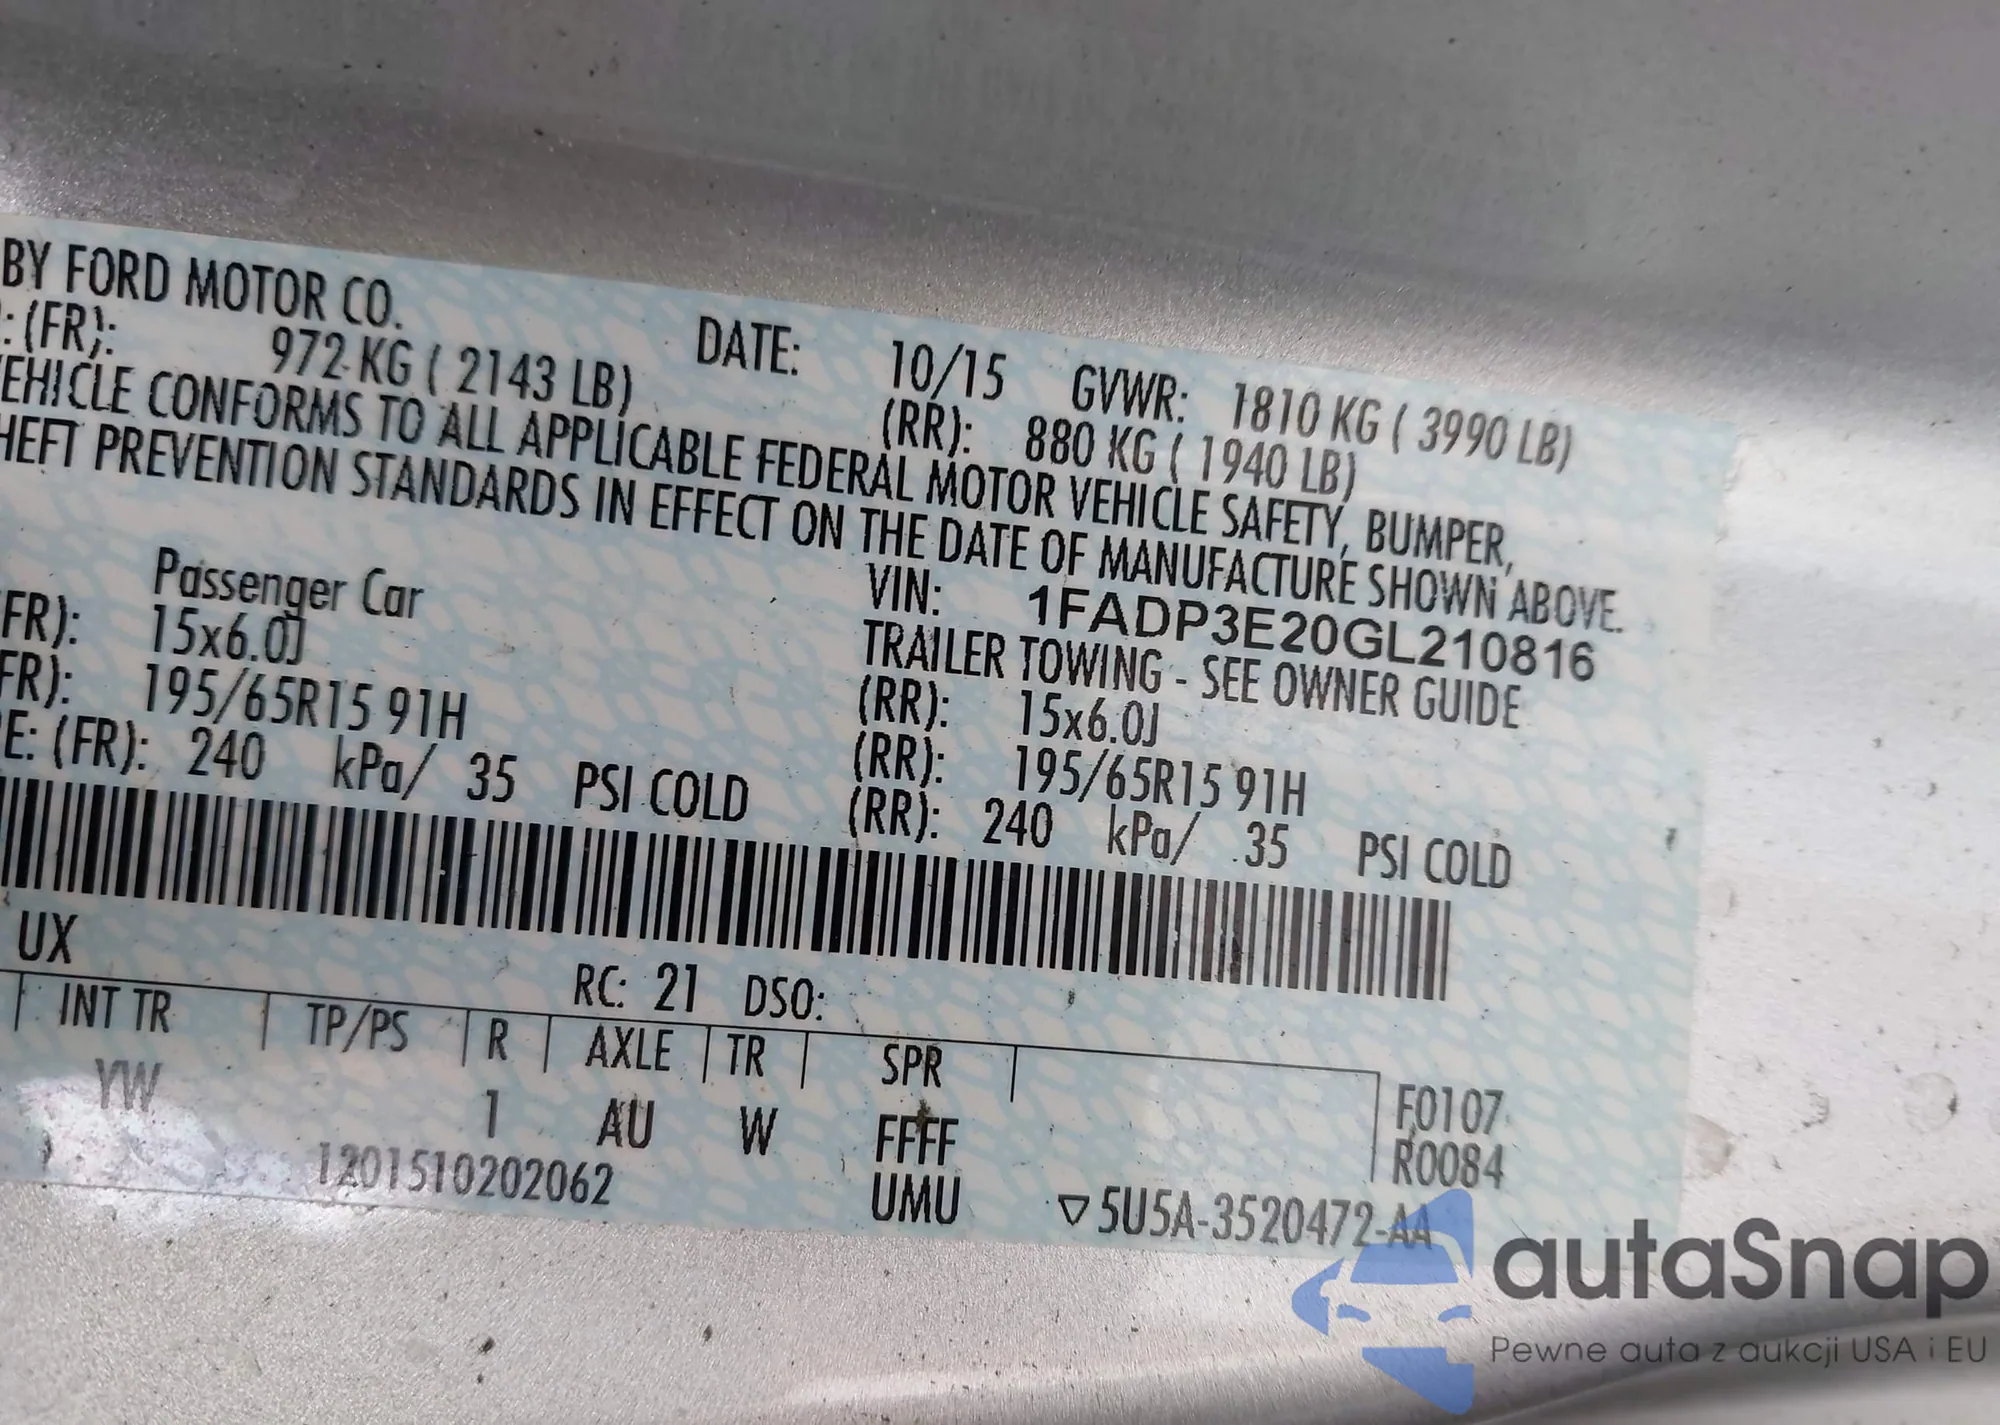 BY FORD MOTOR CO. DATE: 10/15 GVWR: 1810 KG ( 3990 LB)
: (FR): 972 KG ( 2143 LB) (RR): 880 KG ( 1940 LB)
EHICLE CONFORMS TO ALL APPLICABLE FEDERAL MOTOR VEHICLE SAFETY, BUMPER,
HEFT PREVENTION STANDARDS IN EFFECT ON THE DATE OF MANUFACTURE SHOWN ABOVE.
VIN: 1FADP3E20GL210816
Passenger Car TRAILER TOWING - SEE OWNER GUIDE
FR): 15x6.0J (RR): 15x6.0J
FR): 195/65R15 91H (RR): 195/65R15 91H
E: (FR): 240 kPa/ 35 PSI COLD (RR): 240 kPa/ 35 PSI COLD
UX RC: 21 DSO:
INT TR TP/PS R AXLE TR SPR
YW 1 AU W FFFF F0107
R0084
1201510202062 UMU ▽5U5A-3520472-AA
autaSnap
Pewne auta z aukcji USA i EU